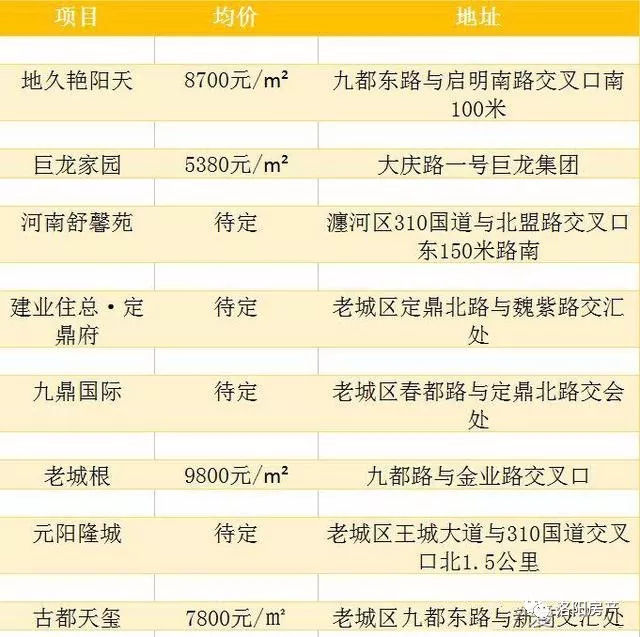 项目 均价 地址
地久艳阳天 8700元/m² 九都东路与启明南路交叉口南
100米
巨龙家园 5380元/m² 大庆路一号巨龙集团
河南舒馨苑 待定 瀍河区310国道与北盟路交叉口
东150米路南
建业住总·定 待定 老城区定鼎北路与魏紫路交汇
鼎府 处
九鼎国际 待定 老城区春都路与定鼎北路交会
处
老城根 9800元/m² 九都路与金业路交叉口
元阳隆城 待定 老城区王城大道与310国道交叉
口北1.5公里
古都天玺 7800元/㎡ 老城区九都东路与新街交汇处
洛阳房产